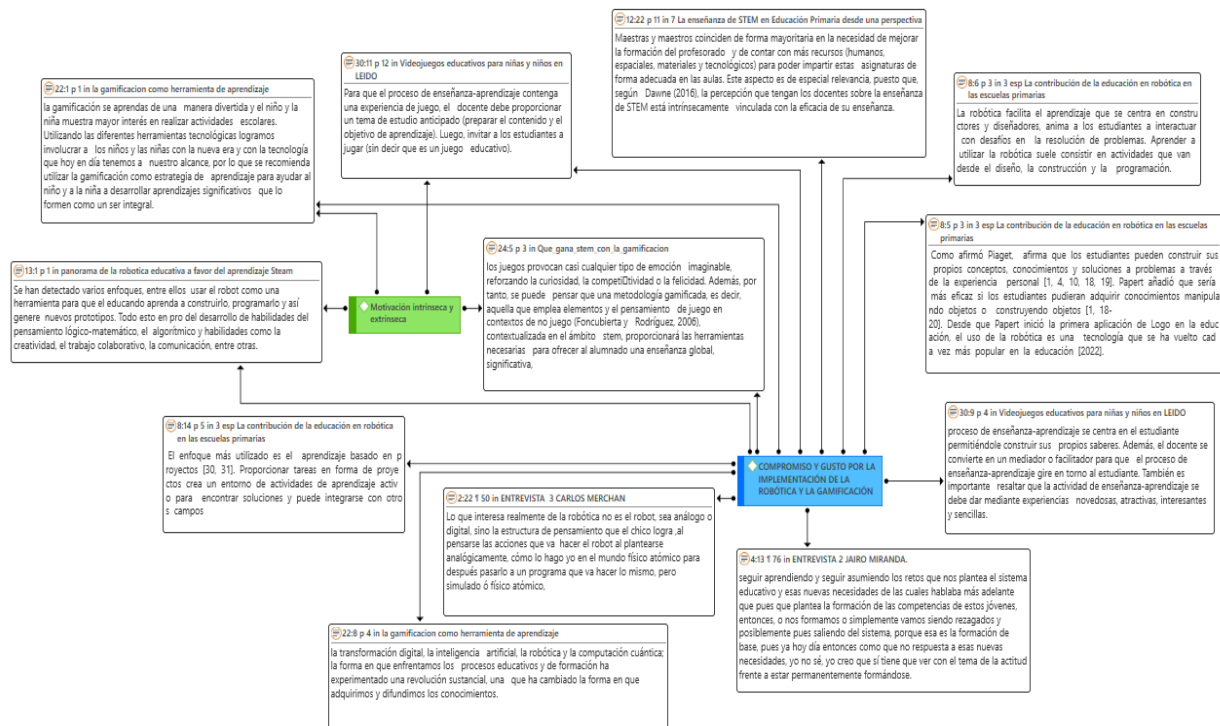 12:22 p 11 in 7 La enseñanza de STEM en Educación Primaria desde una perspectiva
Maestras y maestros coinciden de forma mayoritaria en la necesidad de mejorar
la formación del profesorado y de contar con más recursos (humanos,
espaciales, materiales y tecnológicos) para poder impartir estas asignaturas de
forma adecuada en las aulas. Este aspecto es de especial relevancia, puesto que,
según Dawne (2016), la percepción que tengan los docentes sobre la enseñanza
de STEM está intrínsecamente vinculada con la eficacia de su enseñanza.
30:11 p 12 in Videojuegos educativos para niñas y niños en
LEIDO
Para que el proceso de enseñanza-aprendizaje contenga
una experiencia de juego, el docente debe proporcionar
un tema de estudio anticipado (preparar el contenido y el
objetivo de aprendizaje). Luego, invitar a los estudiantes a
jugar (sin decir que es un juego educativo).
22:1 p 1 in la gamificacion como herramienta de aprendizaje
la gamificación se aprendas de una manera divertida y el niño y la
niña muestra mayor interés en realizar actividades escolares.
Utilizando las diferentes herramientas tecnológicas logramos
involucrar a los niños y las niñas con la nueva era y con la tecnología
que hoy en día tenemos a nuestro alcance, por lo que se recomienda
utilizar la gamificación como estrategia de aprendizaje para ayudar al
niño y a la niña a desarrollar aprendizajes significativos que lo
formen como un ser integral.
8:6 p 3 in 3 esp La contribución de la educación en robótica en
las escuelas primarias
La robótica facilita el aprendizaje que se centra en constru
ctores y diseñadores, anima a los estudiantes a interactuar
con desafíos en la resolución de problemas. Aprender a
utilizar la robótica suele consistir en actividades que van
desde el diseño, la construcción y la programación.
8:5 p 3 in 3 esp La contribución de la educación en robótica en las escuelas
primarias
Como afirmó Piaget, afirma que los estudiantes pueden construir sus
propios conceptos, conocimientos y soluciones a problemas a través
de la experiencia personal [1, 4, 10, 18, 19]. Papert añadió que sería
más eficaz si los estudiantes pudieran adquirir conocimientos manipula
ndo objetos o construyendo objetos [1, 18-
20]. Desde que Papert inició la primera aplicación de Logo en la educ
ación, el uso de la robótica es una tecnología que se ha vuelto cad
a vez más popular en la educación [2022].
24:5 p 3 in Que_gana_stem_con_la_gamificacion
los juegos provocan casi cualquier tipo de emoción imaginable,
reforzando la curiosidad, la competi□tividad o la felicidad. Además, por
tanto, se puede pensar que una metodología gamificada, es decir,
aquella que emplea elementos y el pensamiento de juego en
contextos de no juego (Foncubierta y Rodríguez, 2006),
contextualizada en el ámbito stem, proporcionará las herramientas
necesarias para ofrecer al alumnado una enseñanza global,
significativa,
13:1 p 1 in panorama de la robotica educativa a favor del aprendizaje Steam
Se han detectado varios enfoques, entre ellos usar el robot como una
herramienta para que el educando aprenda a construirlo, programarlo y así
genere nuevos prototipos. Todo esto en pro del desarrollo de habilidades del
pensamiento lógico-matemático, el algorítmico y habilidades como la
creatividad, el trabajo colaborativo, la comunicación, entre otras.
Motivación intrínseca y
extrínseca
8:14 p 5 in 3 esp La contribución de la educación en robótica
en las escuelas primarias
El enfoque más utilizado es el aprendizaje basado en p
royectos [30, 31]. Proporcionar tareas en forma de proye
ctos crea un entorno de actividades de aprendizaje activ
o para encontrar soluciones y puede integrarse con otro
s campos
30:9 p 4 in Videojuegos educativos para niñas y niños en LEIDO
proceso de enseñanza-aprendizaje se centra en el estudiante
permitiéndole construir sus propios saberes. Además, el docente se
convierte en un mediador o facilitador para que el proceso de
enseñanza-aprendizaje gire en torno al estudiante. También es
importante resaltar que la actividad de enseñanza-aprendizaje se
debe dar mediante experiencias novedosas, atractivas, interesantes
y sencillas.
COMPROMISO Y GUSTO POR LA
IMPLEMENTACIÓN DE LA
ROBÓTICA Y LA GAMIFICACIÓN
2:22 ¶ 50 in ENTREVISTA 3 CARLOS MERCHAN
Lo que interesa realmente de la robótica no es el robot, sea análogo o
digital, sino la estructura de pensamiento que el chico logra ,al
pensarse las acciones que va hacer el robot al plantearse
analógicamente, cómo lo hago yo en el mundo físico atómico para
después pasarlo a un programa que va hacer lo mismo, pero
simulado ó físico atómico,
4:13 ¶ 76 in ENTREVISTA 2 JAIRO MIRANDA.
seguir aprendiendo y seguir asumiendo los retos que nos plantea el sistema
educativo y esas nuevas necesidades de las cuales hablaba más adelante
que pues que plantea la formación de las competencias de estos jóvenes,
entonces, o nos formamos o simplemente vamos siendo rezagados y
posiblemente pues saliendo del sistema, porque esa es la formación de
base, pues ya hoy día entonces como que no respuesta a esas nuevas
necesidades, yo no sé, yo creo que sí tiene que ver con el tema de la actitud
frente a estar permanentemente formándose.
22:8 p 4 in la gamificacion como herramienta de aprendizaje
la transformación digital, la inteligencia artificial, la robótica y la computación cuántica;
la forma en que enfrentamos los procesos educativos y de formación ha
experimentado una revolución sustancial, una que ha cambiado la forma en que
adquirimos y difundimos los conocimientos.